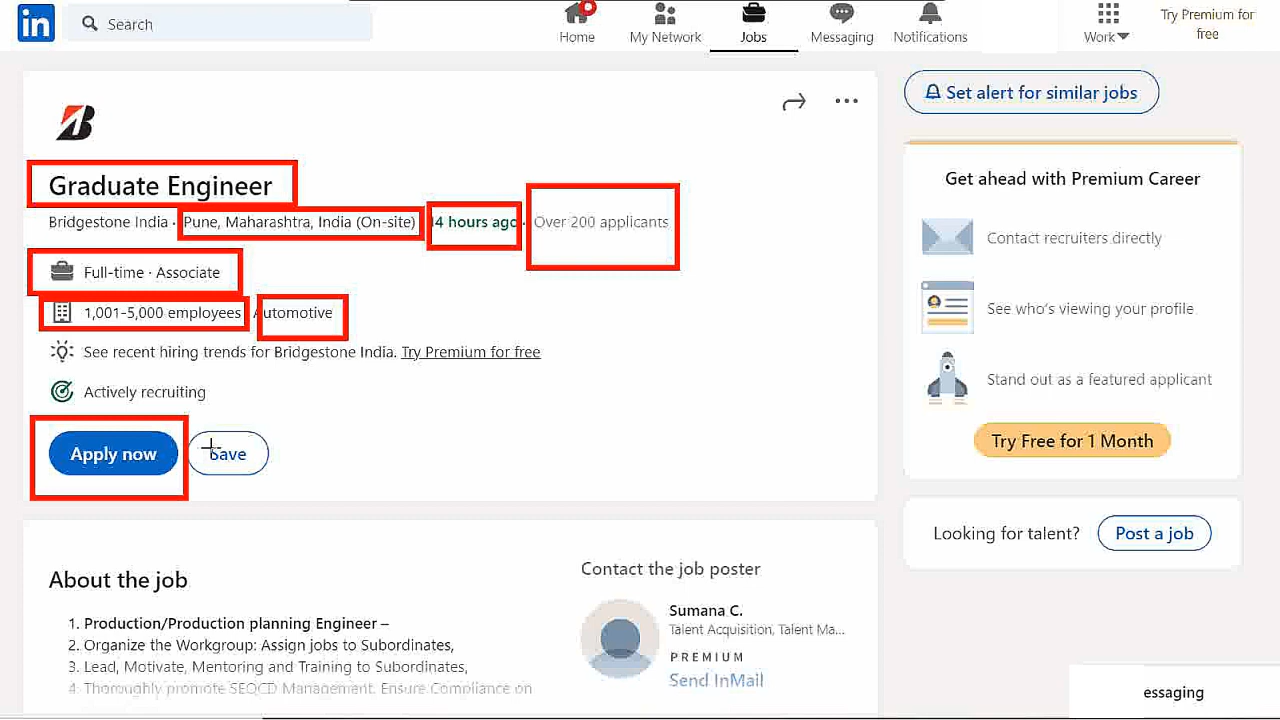 in
Search
Home
My Network
Jobs
Messaging
Notifications
Work
Try Premium for
free
Graduate Engineer
Bridgestone India · Pune, Maharashtra, India (On-site) 14 hours ago · Over 200 applicants
Full-time · Associate
1,001-5,000 employees · Automotive
See recent hiring trends for Bridgestone India. Try Premium for free
Actively recruiting
Apply now
Save
Set alert for similar jobs
Get ahead with Premium Career
Contact recruiters directly
See who's viewing your profile
Stand out as a featured applicant
Try Free for 1 Month
Looking for talent?
Post a job
About the job
1. Production/Production planning Engineer –
2. Organize the Workgroup: Assign jobs to Subordinates,
3. Lead, Motivate, Mentoring and Training to Subordinates,
4. Thoroughly promote SEQCD Management. Ensure Compliance on
Contact the job poster
Sumana C.
Talent Acquisition, Talent Ma...
PREMIUM
Send InMail
essaging